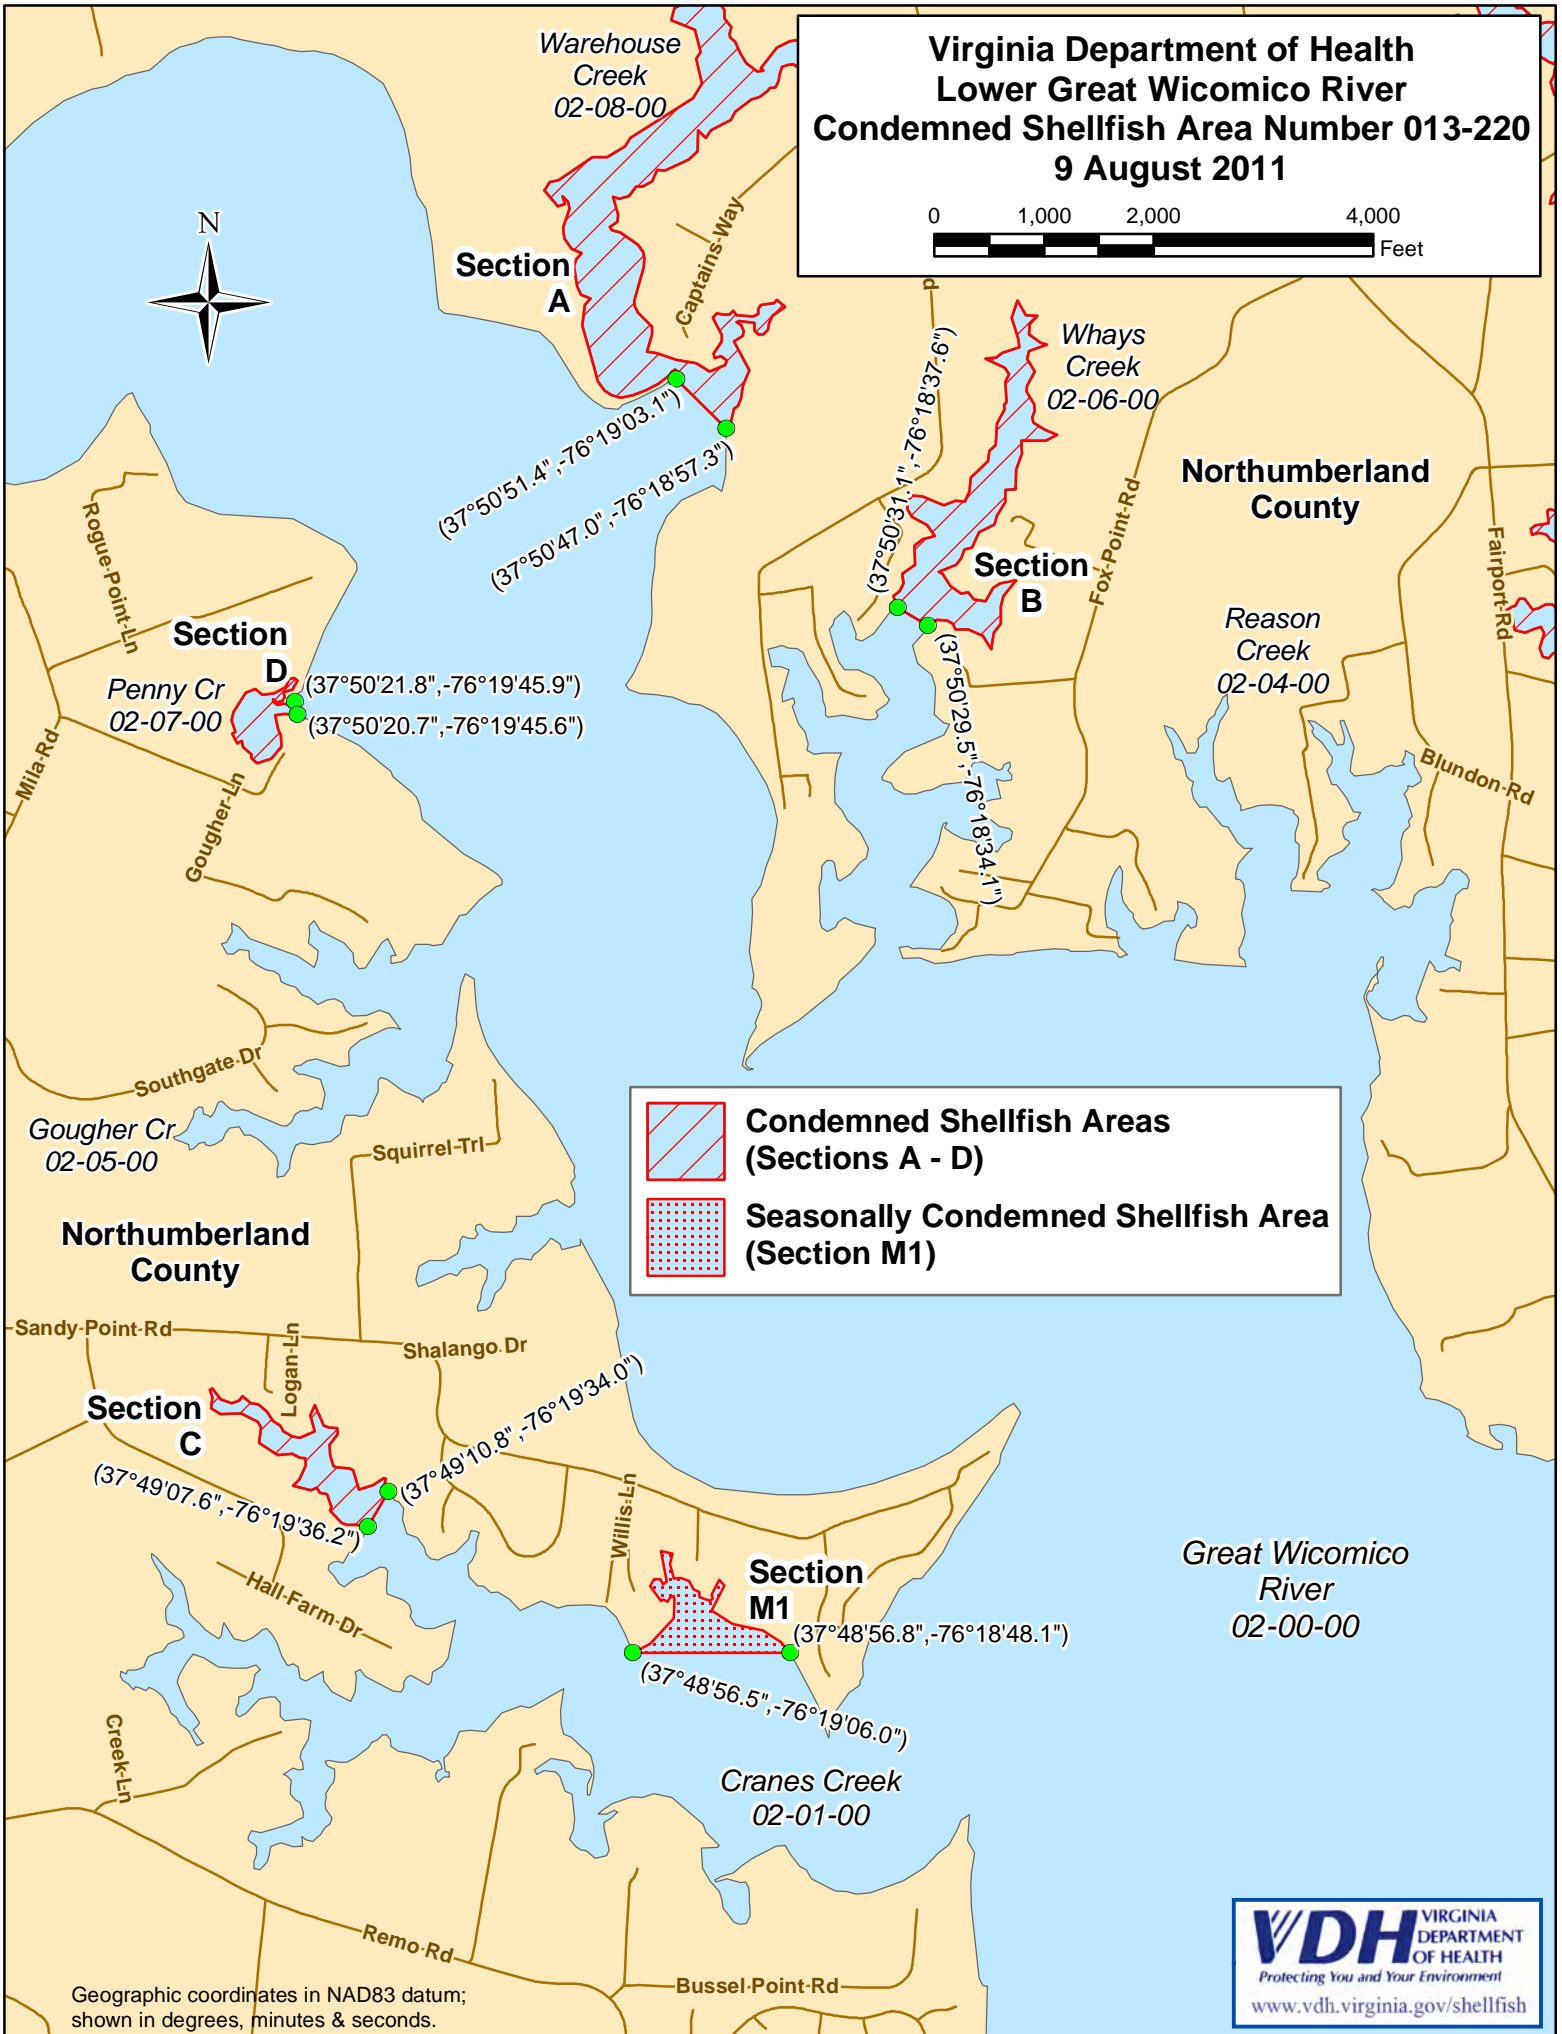 Virginia Department of Health
Lower Great Wicomico River
Condemned Shellfish Area Number 013-220
9 August 2011
0 1,000 2,000 4,000
Feet
Warehouse
Creek
02-08-00
N
Section
A
Captains Way
(37°50'51.4",-76°19'03.1")
(37°50'47.0",-76°18'57.3")
Whays
Creek
02-06-00
(37°50'31.1",-76°18'37.6")
Section
B
(37°50'29.5",-76°18'34.1")
Fox Point Rd
Northumberland
County
Fairport Rd
Reason
Creek
02-04-00
Blundon Rd
Rogue Point Ln
Section
D
Penny Cr
02-07-00
(37°50'21.8",-76°19'45.9")
(37°50'20.7",-76°19'45.6")
Mila Rd
Gougher Ln
Southgate Dr
Gougher Cr
02-05-00
Squirrel Trl
Condemned Shellfish Areas
(Sections A - D)
Seasonally Condemned Shellfish Area
(Section M1)
Northumberland
County
Sandy Point Rd
Logan Ln
Shalango Dr
Section
C
(37°49'10.8",-76°19'34.0")
(37°49'07.6",-76°19'36.2")
Hall Farm Dr
Willis Ln
Section
M1
(37°48'56.8",-76°18'48.1")
(37°48'56.5",-76°19'06.0")
Great Wicomico
River
02-00-00
Creek Ln
Cranes Creek
02-01-00
Remo Rd
Bussel Point Rd
Geographic coordinates in NAD83 datum;
shown in degrees, minutes & seconds.
VDH VIRGINIA
DEPARTMENT
OF HEALTH
Protecting You and Your Environment
www.vdh.virginia.gov/shellfish